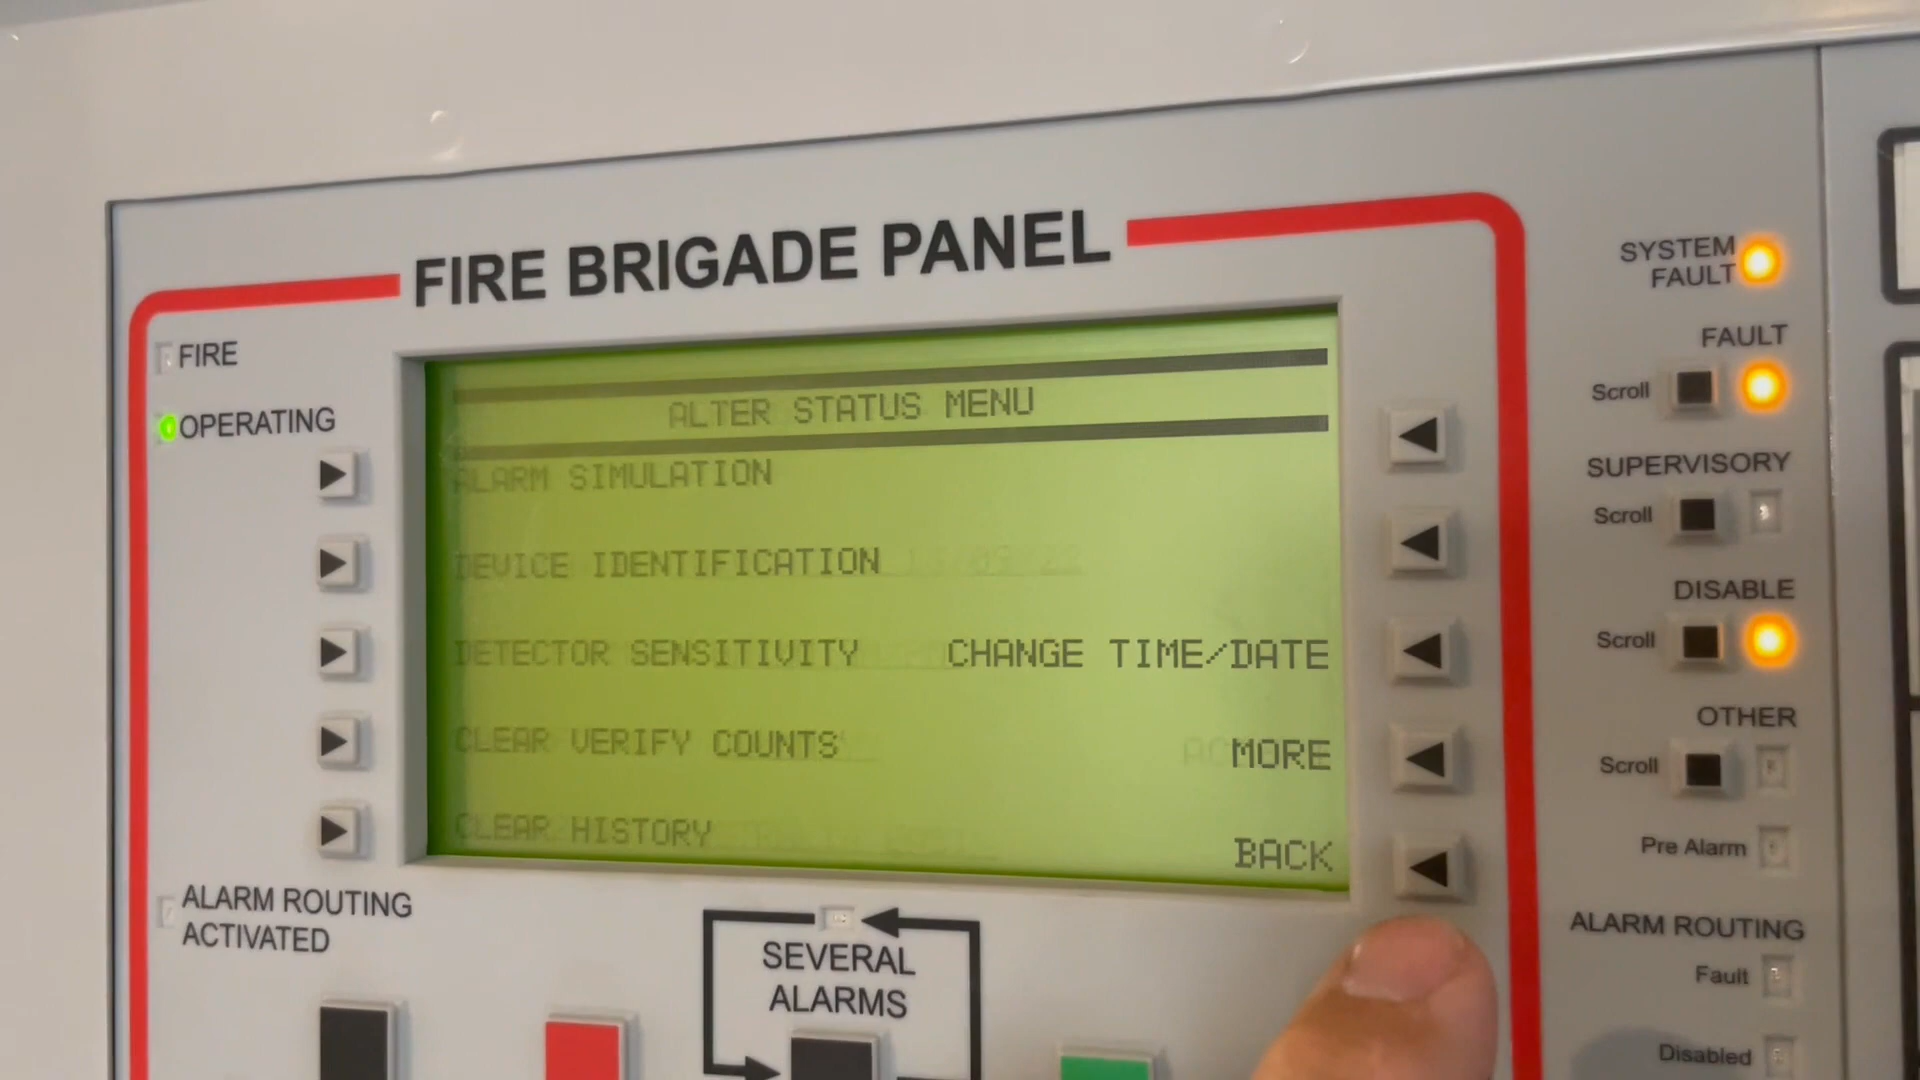 FIRE BRIGADE PANEL
FIRE
OPERATING
ALTER STATUS MENU
ALARM SIMULATION
DEVICE IDENTIFICATION
DETECTOR SENSITIVITY CHANGE TIME/DATE
CLEAR VERIFY COUNTS MORE
CLEAR HISTORY BACK
ALARM ROUTING
ACTIVATED
SEVERAL
ALARMS
SYSTEM
FAULT
FAULT
Scroll
SUPERVISORY
Scroll
DISABLE
Scroll
OTHER
Scroll
Pre Alarm
ALARM ROUTING
Fault
Disabled